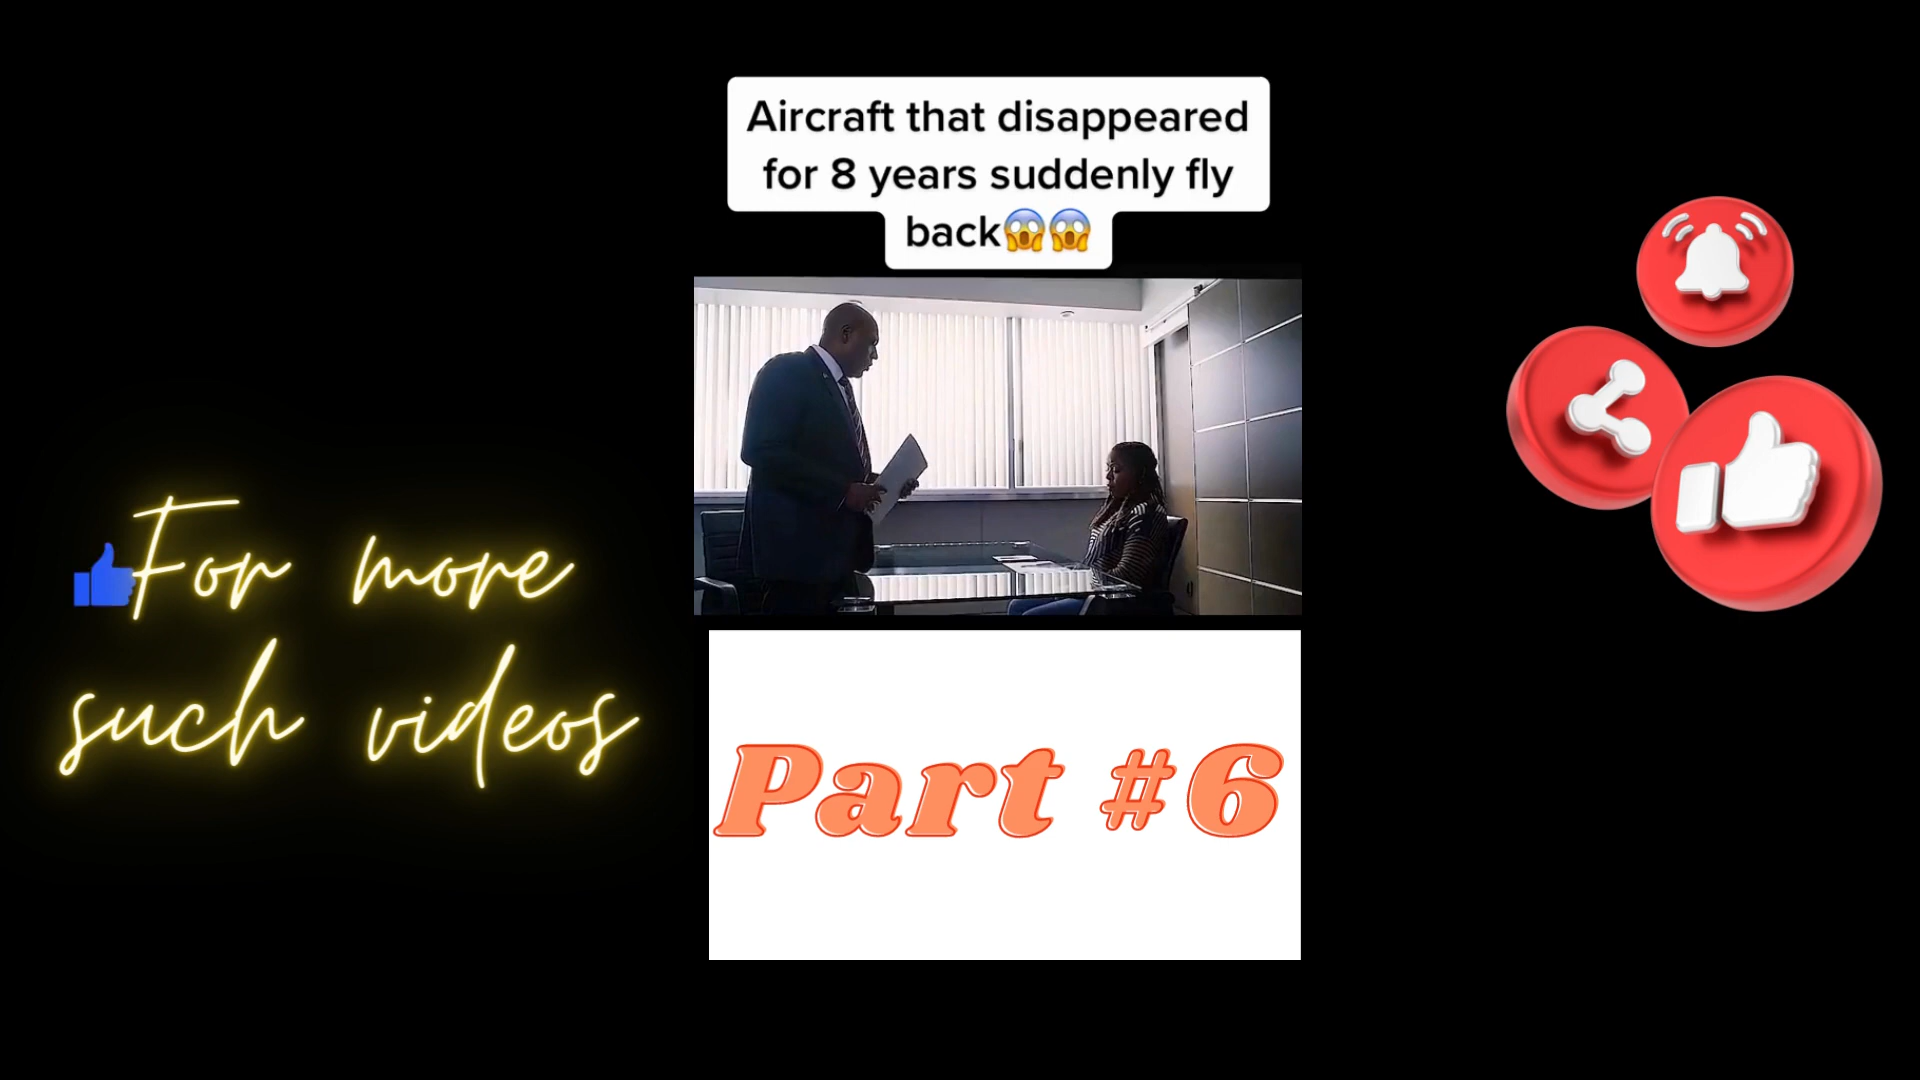 Aircraft that disappeared
for 8 years suddenly fly
back😱😱
For more
such videos
Part #6